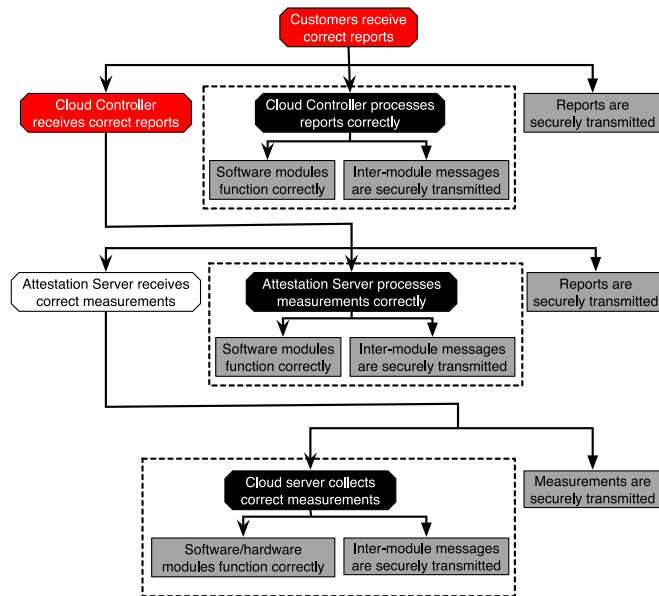 Customers receive
correct reports
Cloud Controller
receives correct reports
Cloud Controller processes
reports correctly
Reports are
securely transmitted
Software modules
function correctly
Inter-module messages
are securely transmitted
Attestation Server receives
correct measurements
Attestation Server processes
measurements correctly
Reports are
securely transmitted
Software modules
function correctly
Inter-module messages
are securely transmitted
Cloud server collects
correct measurements
Measurements are
securely transmitted
Software/hardware
modules function correctly
Inter-module messages
are securely transmitted